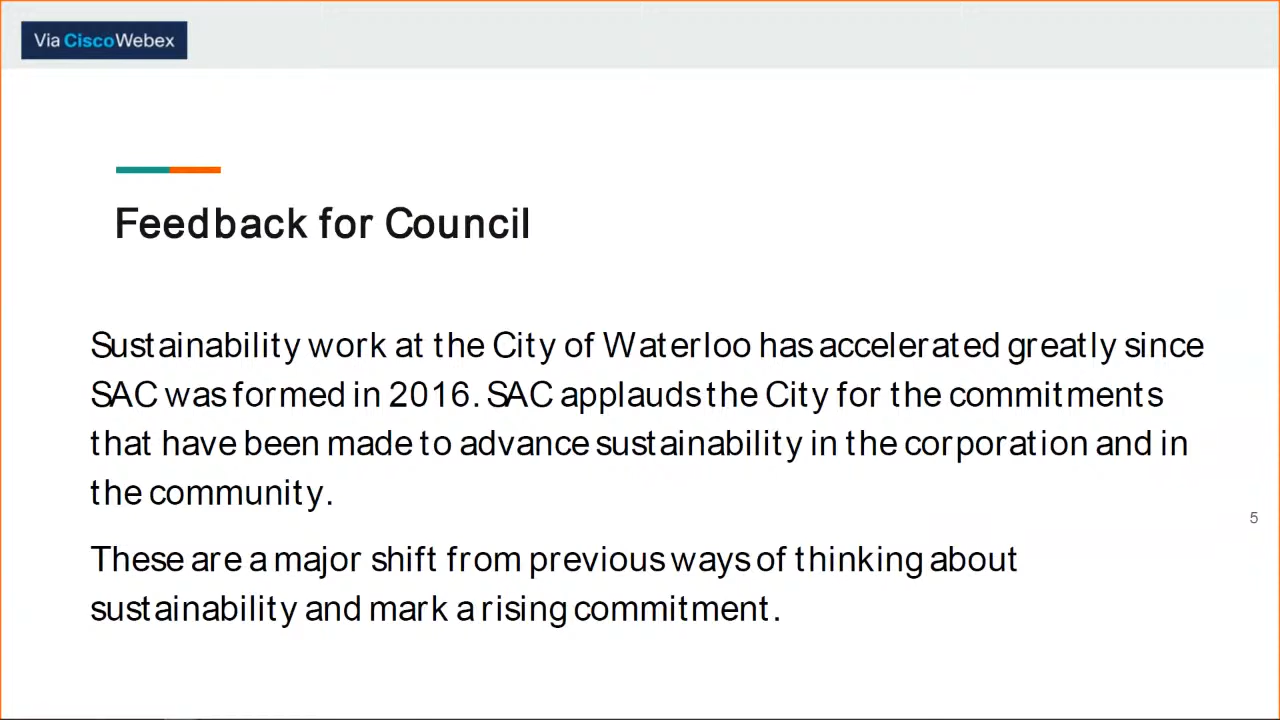 Via Cisco Webex
Feedback for Council
Sustainability work at the City of Waterloo has accelerated greatly since
SAC was formed in 2016. SAC applauds the City for the commitments
that have been made to advance sustainability in the corporation and in
the community.
5
These are a major shift from previous ways of thinking about
sustainability and mark a rising commitment.